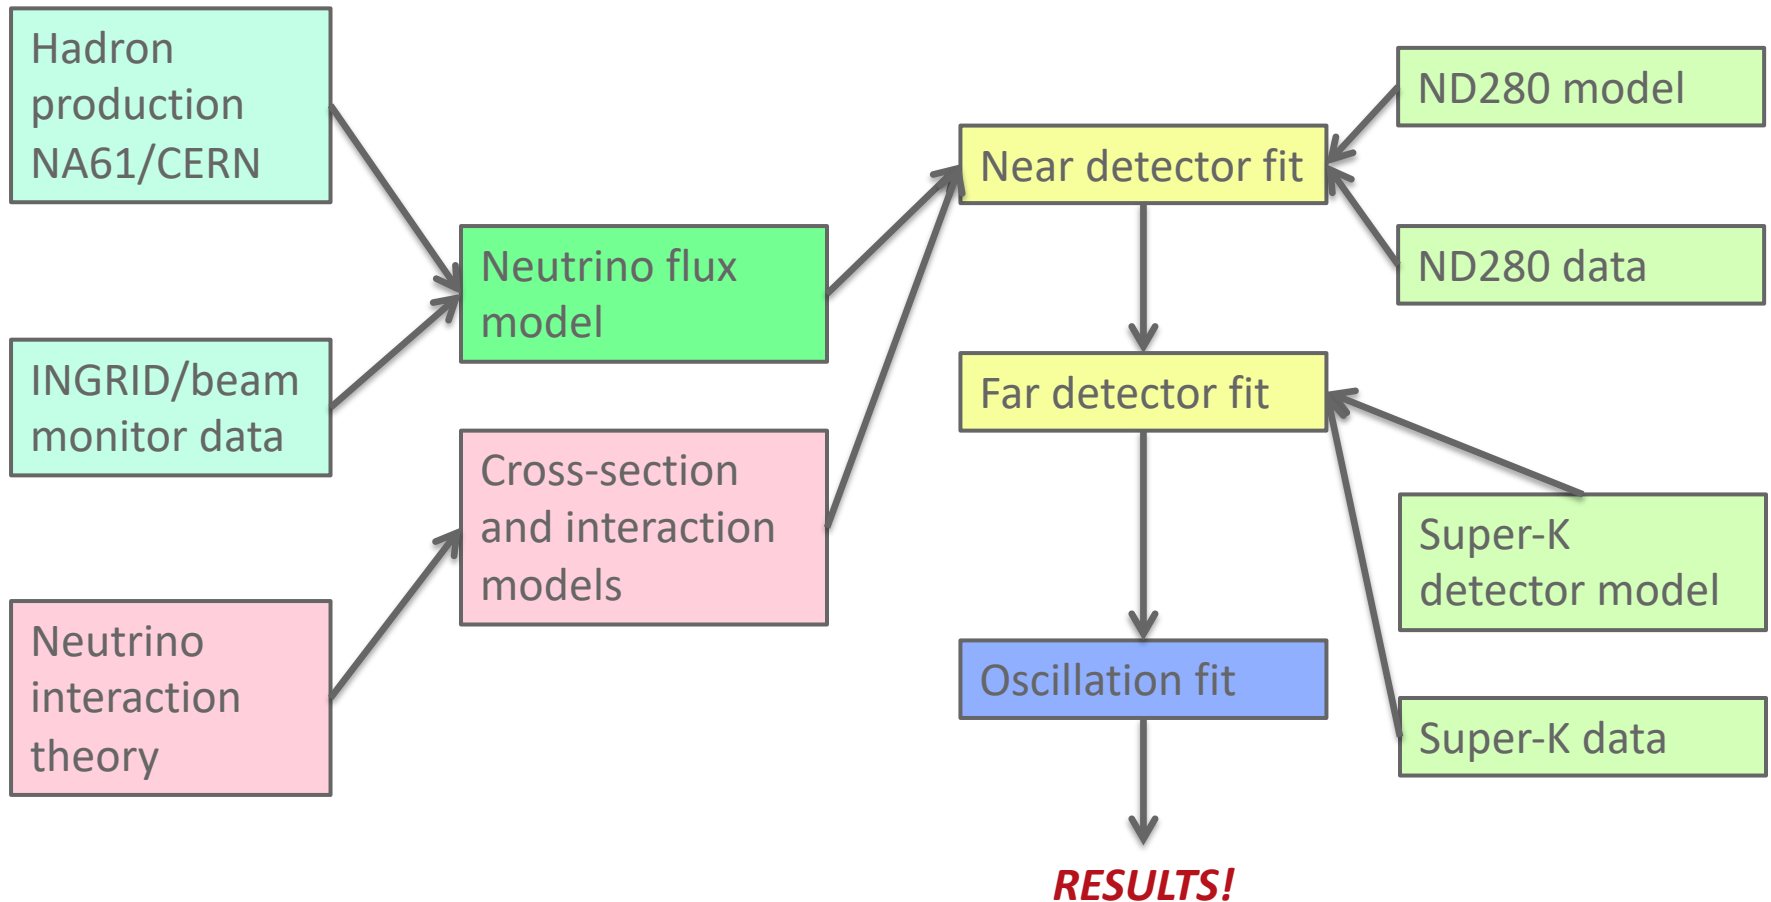 Hadron
production
NA61/CERN
INGRID/beam
monitor data
Neutrino
interaction
theory
Neutrino flux
model
Cross-section
and interaction
models
Near detector fit
Far detector fit
Oscillation fit
RESULTS!
ND280 model
ND280 data
Super-K
detector model
Super-K data